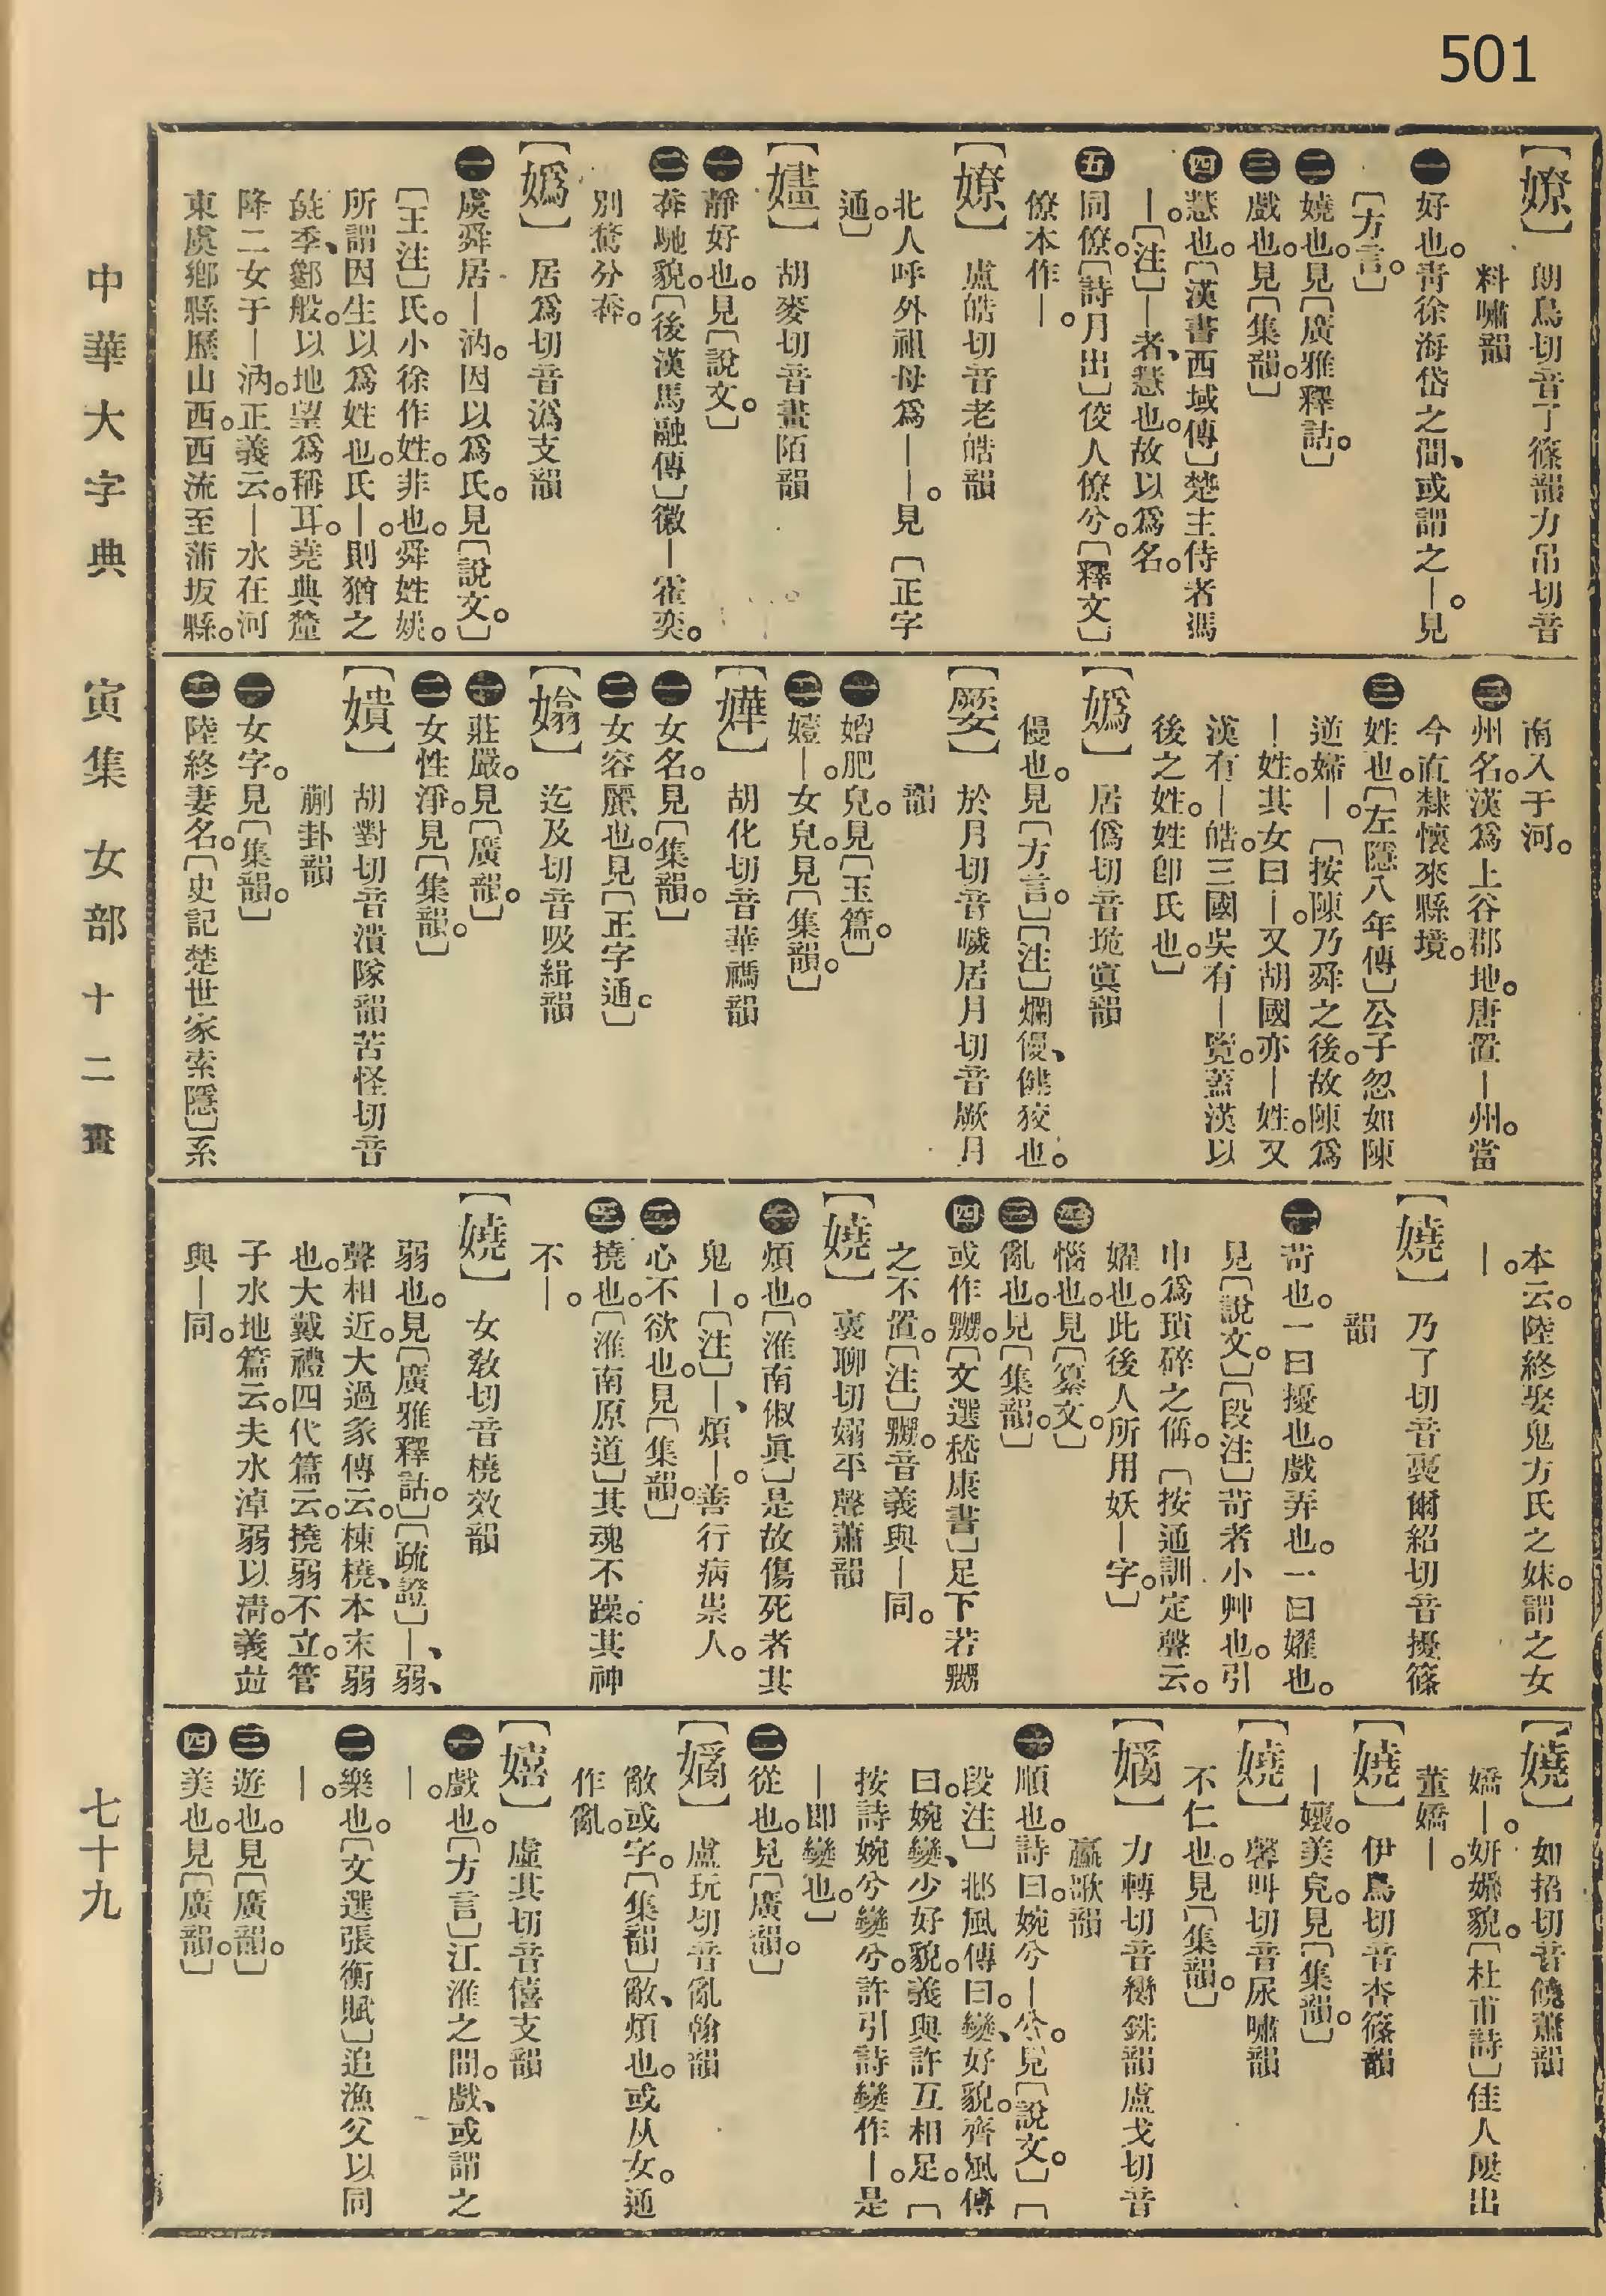 501
【嫽】朗鳥切音了篠韻力吊切音
料嘯韻
㊀好也。靑徐海岱之間、或謂之―。見
〔方言。〕
㊁嬈也。見〔廣雅釋詁。〕
㊂戲也。見〔集韻。〕
㊃慧也。〔漢書西域傳〕楚主侍者馮
―。〔注〕―者、慧也。故以爲名。
㊄同僚。〔詩月出〕佼人僚兮。〔釋文〕
僚本作―。
【嫽】盧皓切音老皓韻
北人呼外祖母爲――。見〔正字
通。〕
【嫿】胡麥切音畫陌韻
㊀靜好也。見〔說文。〕
㊁奔馳貌。〔後漢馬融傳〕徽―霍奕。
別騖分奔。
【嬀】居爲切音潙支韻
㊀虞舜居―汭。因以爲氏。見〔說文。〕
〔王注〕氏。小徐作姓。非也。舜姓姚。
所謂因生以爲姓也。氏―。則猶之
後季、鄒般。以地望爲稱耳。堯典釐
降二女于―汭。正義云。―水在河
東虞鄉縣歷山西。西流至蒲坂縣。
南入于河。
㊁州名。漢爲上谷郡地。唐置―州。當
今直隸懷來縣境。
㊂姓也。〔左隱八年傳〕公子忽如陳
逆婦―。〔按陳乃舜之後。故陳爲
―姓。其女曰―。又胡國亦―姓。又
漢有―皓。三國吳有―覽。蓋漢以
後之姓。姓卽氏也。〕
【嬀】居僞切音垝寘韻
僈也。見〔方言。〕〔注〕爛僈、健狡也。
【嬮】於月切音噦居月切音厥月
韻
㊀嬒肥皃。見〔玉篇。〕
㊁嬄―。女皃。見〔集韻。〕
【嬅】胡化切音華禡韻
㊀女名。見〔集韻。〕
㊁女容麗也。見〔正字通。〕
【嬆】迄及切音吸緝韻
㊀莊嚴。見〔廣韻。〕
㊁女性淨。見〔集韻。〕
【嬇】胡對切音潰隊韻苦怪切音
蒯卦韻
㊀女字。見〔集韻。〕
㊁陸終妻名。〔史記楚世家索隱〕系
本云。陸終娶鬼方氏之妹。謂之女
―。
【嬈】乃了切音裊爾紹切音擾篠
韻
㊀苛也。一曰擾也。戲弄也。一曰嬥也。
見〔說文。〕〔段注〕苛者小艸也。引
巾爲瑣碎之偁。〔按通訓定聲云。
嬥也。此後人所用妖―字。〕
㊁惱也。見〔纂文。〕
㊂亂也。見〔集韻。〕
㊃或作嬲。〔文選嵇康書〕足下若嬲
之不置。〔注〕嬲。音義與―同。
【嬈】裊聊切嫋平聲蕭韻
㊀煩也。〔淮南俶眞〕是故傷死者其
鬼―。〔注〕―、煩―。善行病祟人。
㊁心不欲也。見〔集韻。〕
㊂撓也。〔淮南原道〕其魂不躁。其神
不―。
【嬈】女敎切音橈效韻
弱也。見〔廣雅釋詁。〕〔疏證〕―、弱、
聲相近。大過彖傳云。棟橈、本末弱
也。大戴禮四代篇云。撓弱不立。管
子水地篇云。夫水淖弱以淸。義竝
與―同。
【嬈】如招切音饒蕭韻
嬌―。姸媚貌。〔杜甫詩〕佳人屢出
董嬌―。
【嬈】伊鳥切音杳篠韻
―孃。美皃。見〔集韻。〕
【嬈】馨叫切音尿嘯韻
不仁也。見〔集韻。〕
【嬌】力轉切音臠銑韻盧戈切音
臝歌韻
㊀順也。詩曰。婉兮―兮。見〔說文。〕〔
段注〕邶風傳曰。孌、好貌。齊風傳
曰。婉孌、少好貌。義與許互相足。〔
按詩婉兮孌兮。許引詩孌作―。是
―卽孌也。〕
㊁從也。見〔廣韻。〕
盧玩切音亂翰韻
敵或字。〔集韻〕敵、煩也。或从女。通
作亂。
【嬉】虛其切音僖支韻
㊀戲也。〔方言〕江淮之間。戲、或謂之
―。
㊁樂也。〔文選張衡賦〕追漁父以同
―。
㊂遊也。見〔廣韻。〕
㊃美也。見〔廣韻。〕
中華大字典 寅集 女部 十二畫 七十九